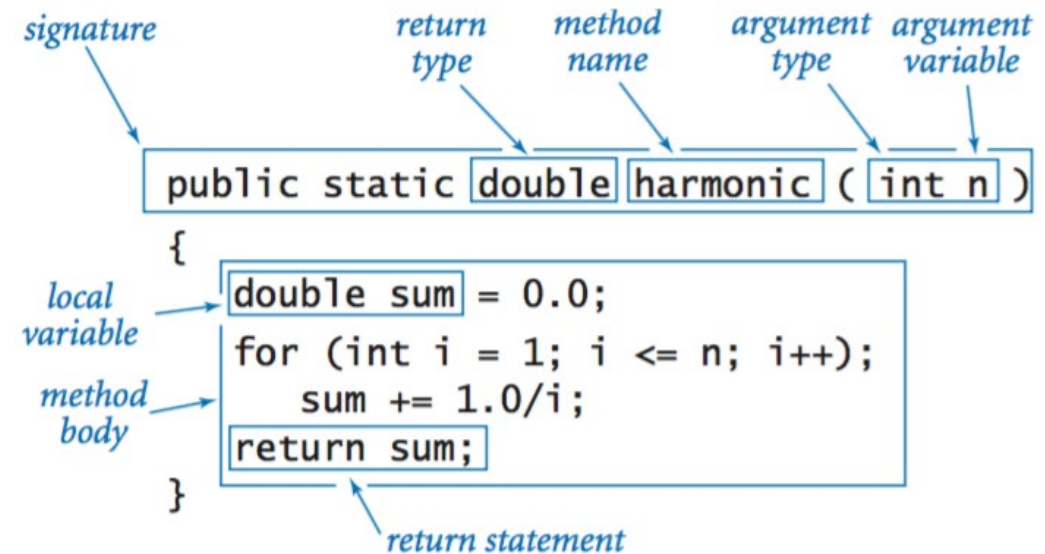 signature
return
type
method
name
argument
type
argument
variable
public static double harmonic ( int n )
{
local
variable
double sum = 0.0;
for (int i = 1; i <= n; i++);
method
body
sum += 1.0/i;
return sum;
}
return statement